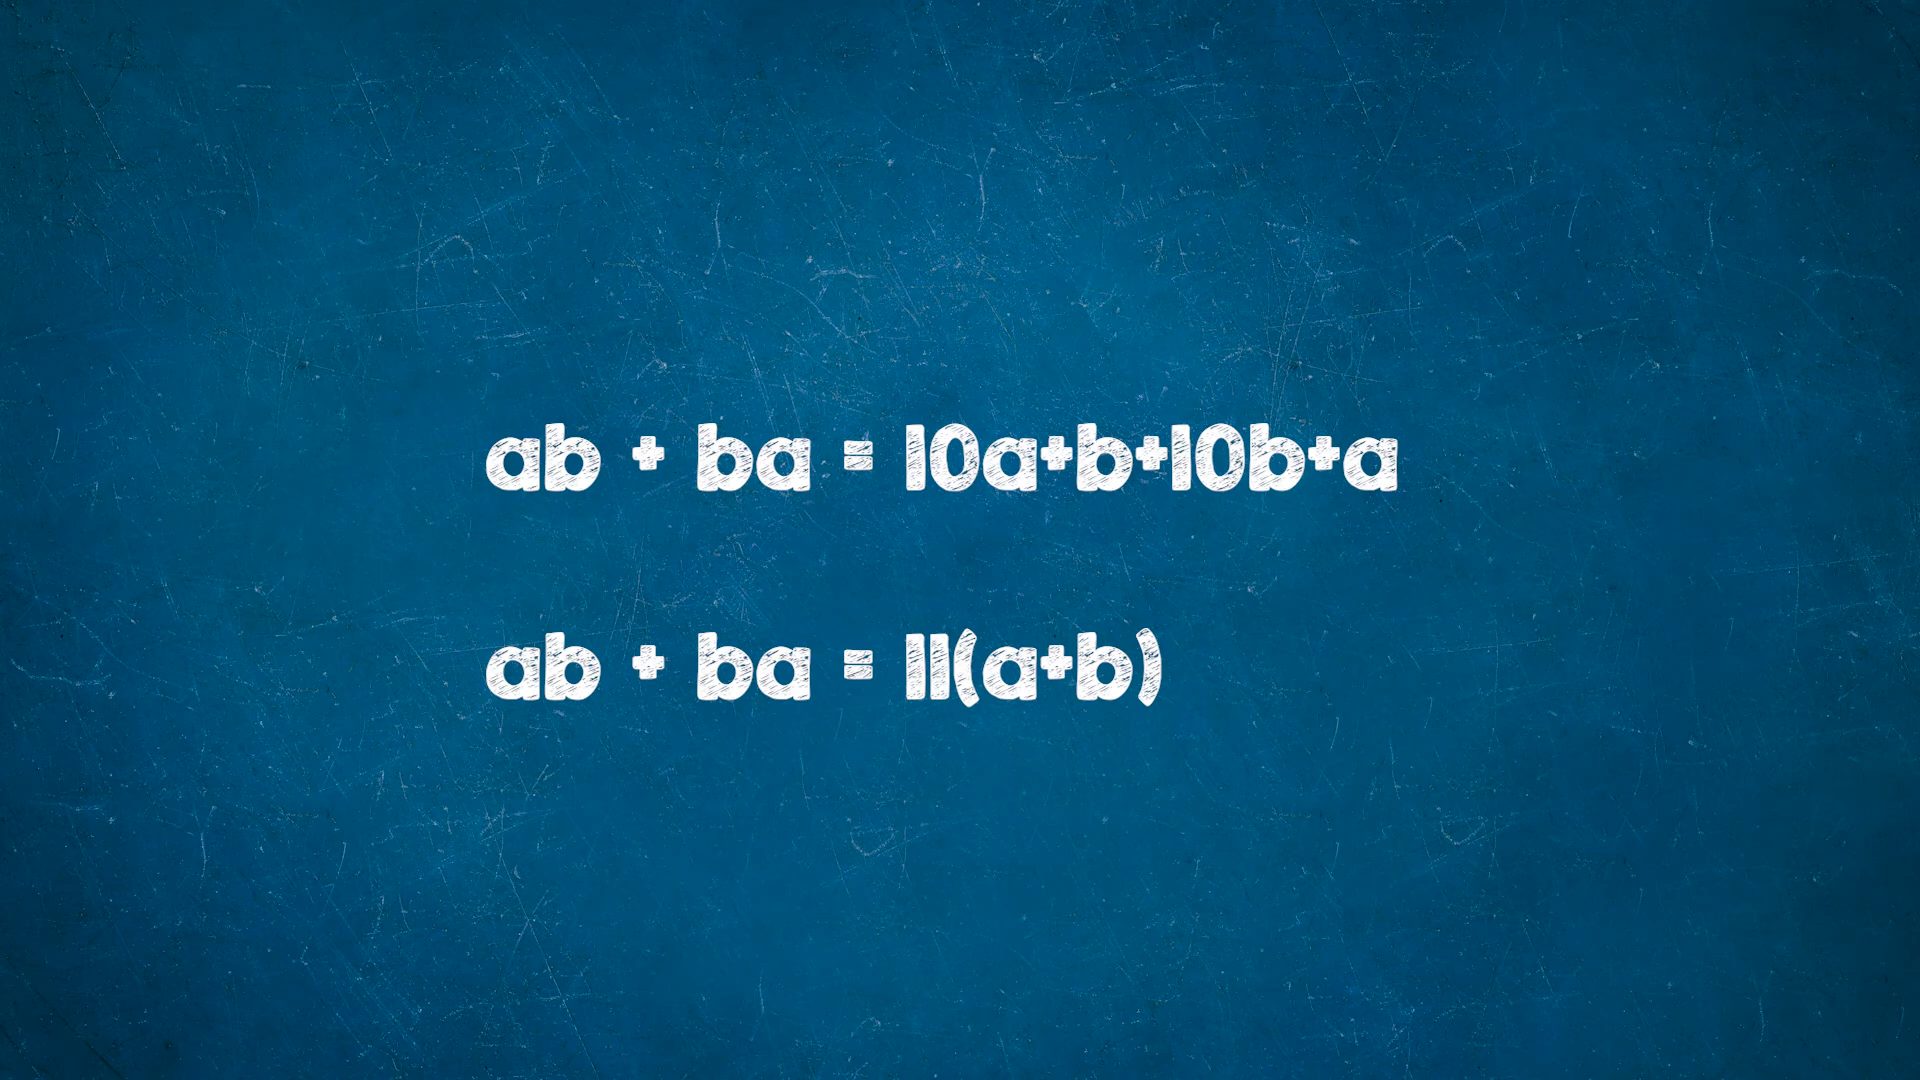 ab + ba = 10a+b+10b+a
ab + ba = 11(a+b)